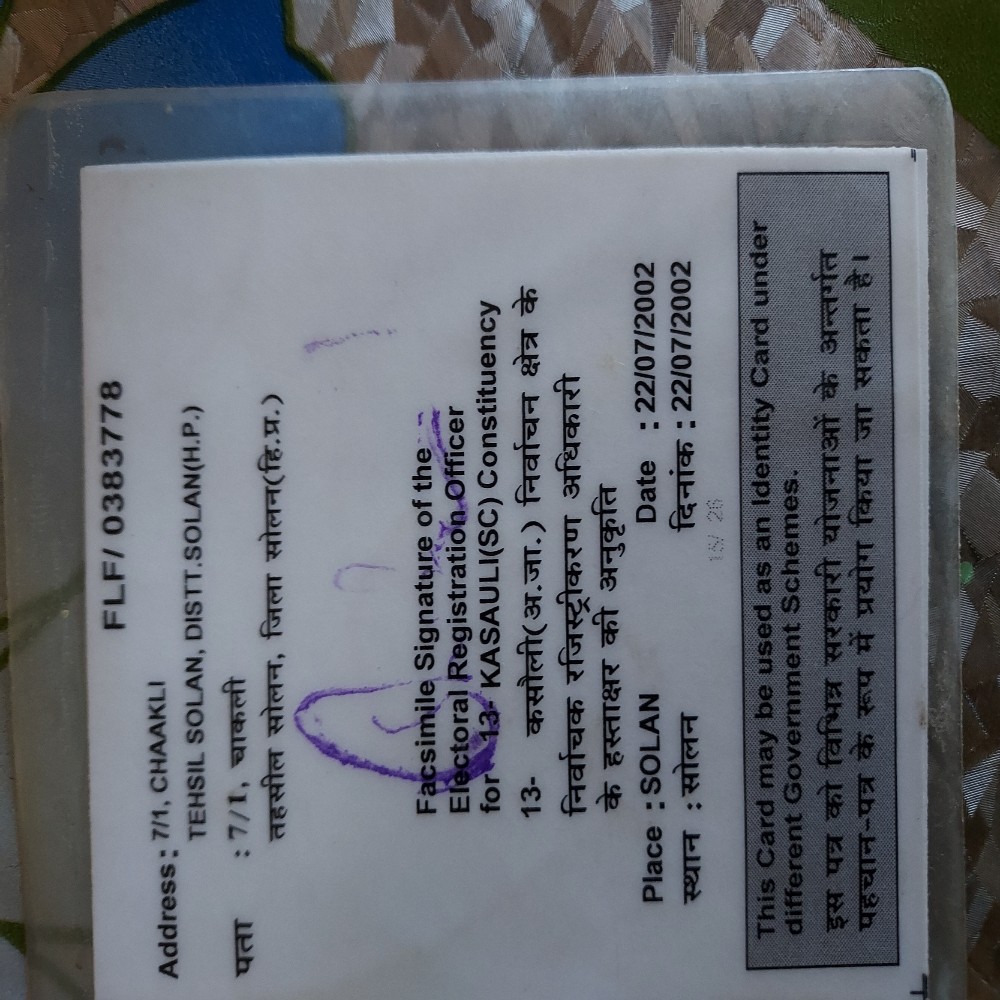 FLF/ 0383778
Address : 7/1, CHAAKLI
TEHSIL SOLAN, DISTT.SOLAN(H.P.)
पता : 7/1, चाकली
तहसील सोलन, जिला सोलन(हि.प्र.)
Facsimile Signature of the
Electoral Registration Officer
for 13- KASAULI(SC) Constituency
13- कसौली(अ.जा.) निर्वाचन क्षेत्र के
निर्वाचक रजिस्ट्रीकरण अधिकारी
के हस्ताक्षर की अनुकृति
Place : SOLAN Date : 22/07/2002
स्थान : सोलन दिनांक : 22/07/2002
This Card may be used as an Identity Card under
different Government Schemes.
इस पत्र को विभिन्न सरकारी योजनाओं के अन्तर्गत
पहचान-पत्र के रूप में प्रयोग किया जा सकता है।